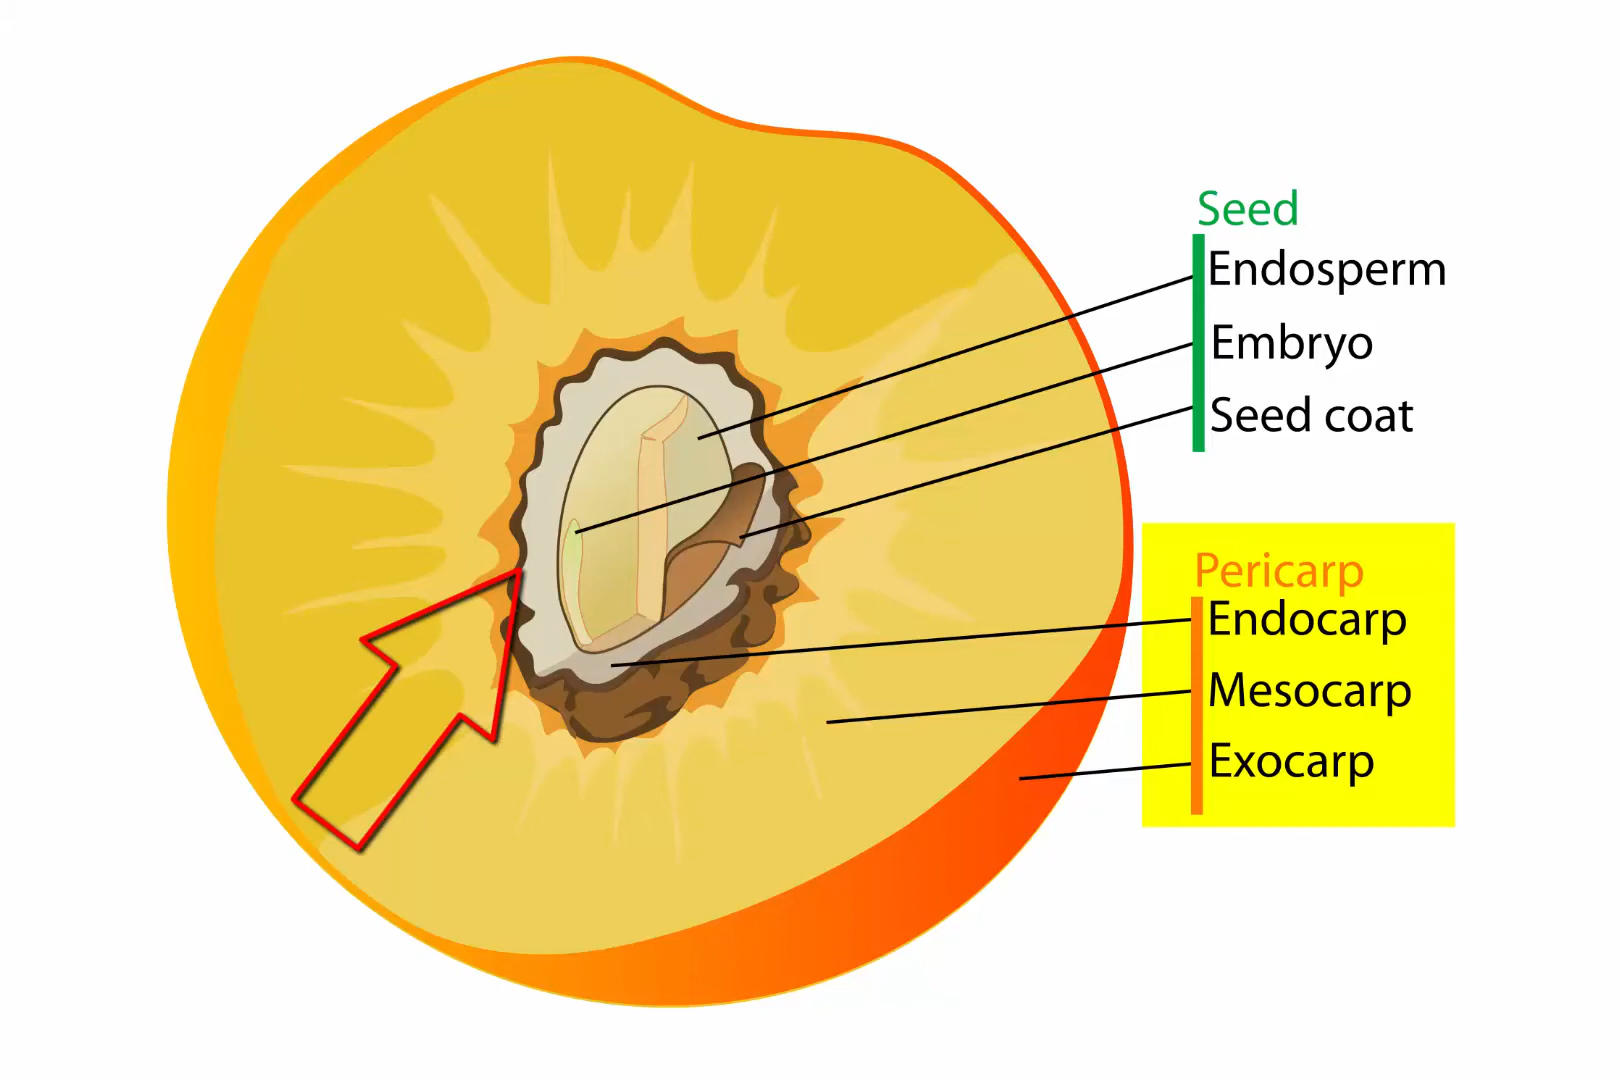 Seed
Endosperm
Embryo
Seed coat
Pericarp
Endocarp
Mesocarp
Exocarp